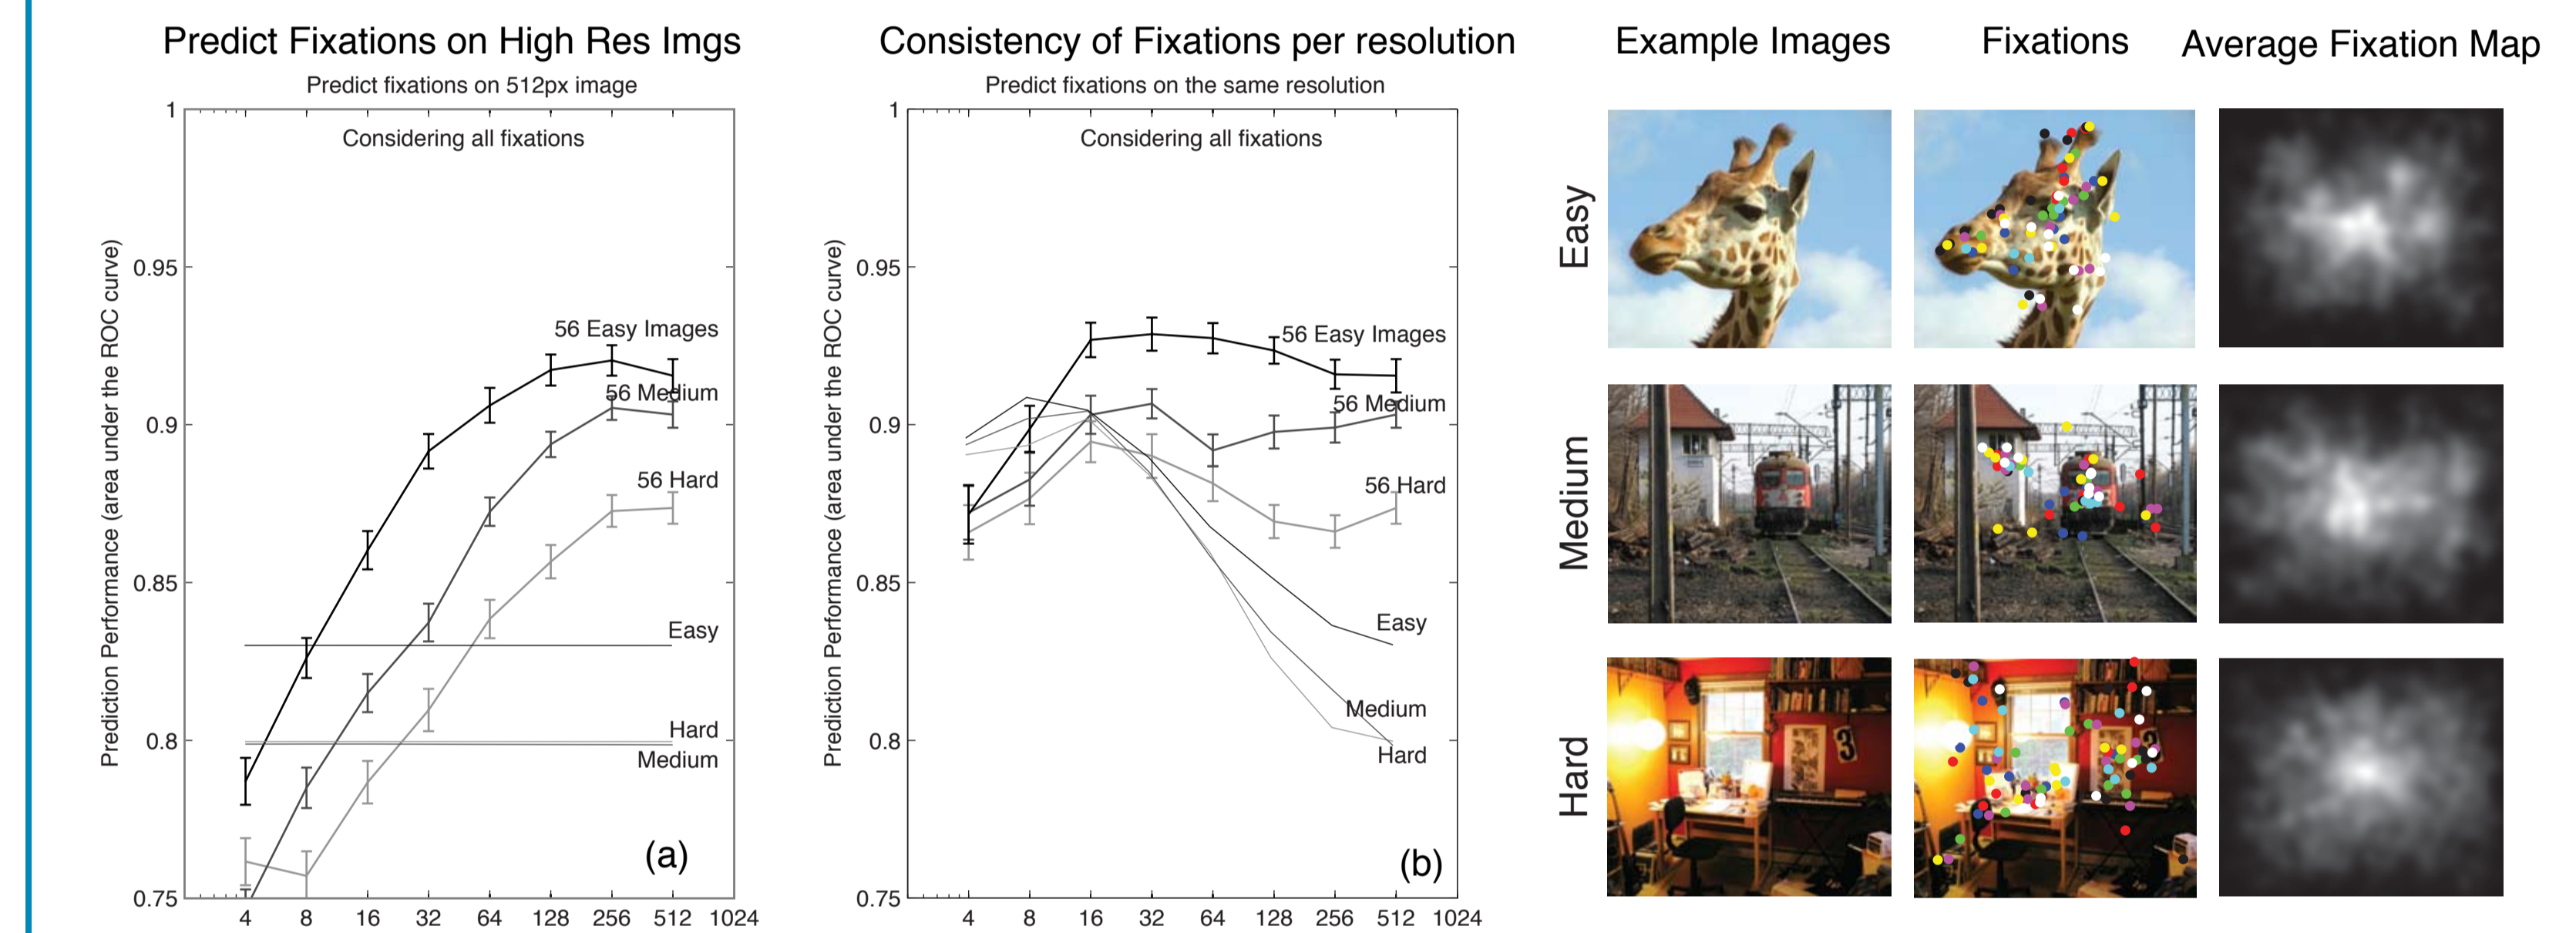 Predict Fixations on High Res Imgs
Predict fixations on 512px image
Considering all fixations
Prediction Performance (area under the ROC curve)
1
0.95
0.9
0.85
0.8
0.75
56 Easy Images
56 Medium
56 Hard
Easy
Hard
Medium
(a)
4 8 16 32 64 128 256 512 1024
Consistency of Fixations per resolution
Predict fixations on the same resolution
Considering all fixations
Prediction Performance (area under the ROC curve)
1
0.95
0.9
0.85
0.8
0.75
56 Easy Images
56 Medium
56 Hard
Easy
Medium
Hard
(b)
4 8 16 32 64 128 256 512 1024
Example Images
Fixations
Average Fixation Map
Easy
Medium
Hard
3
3